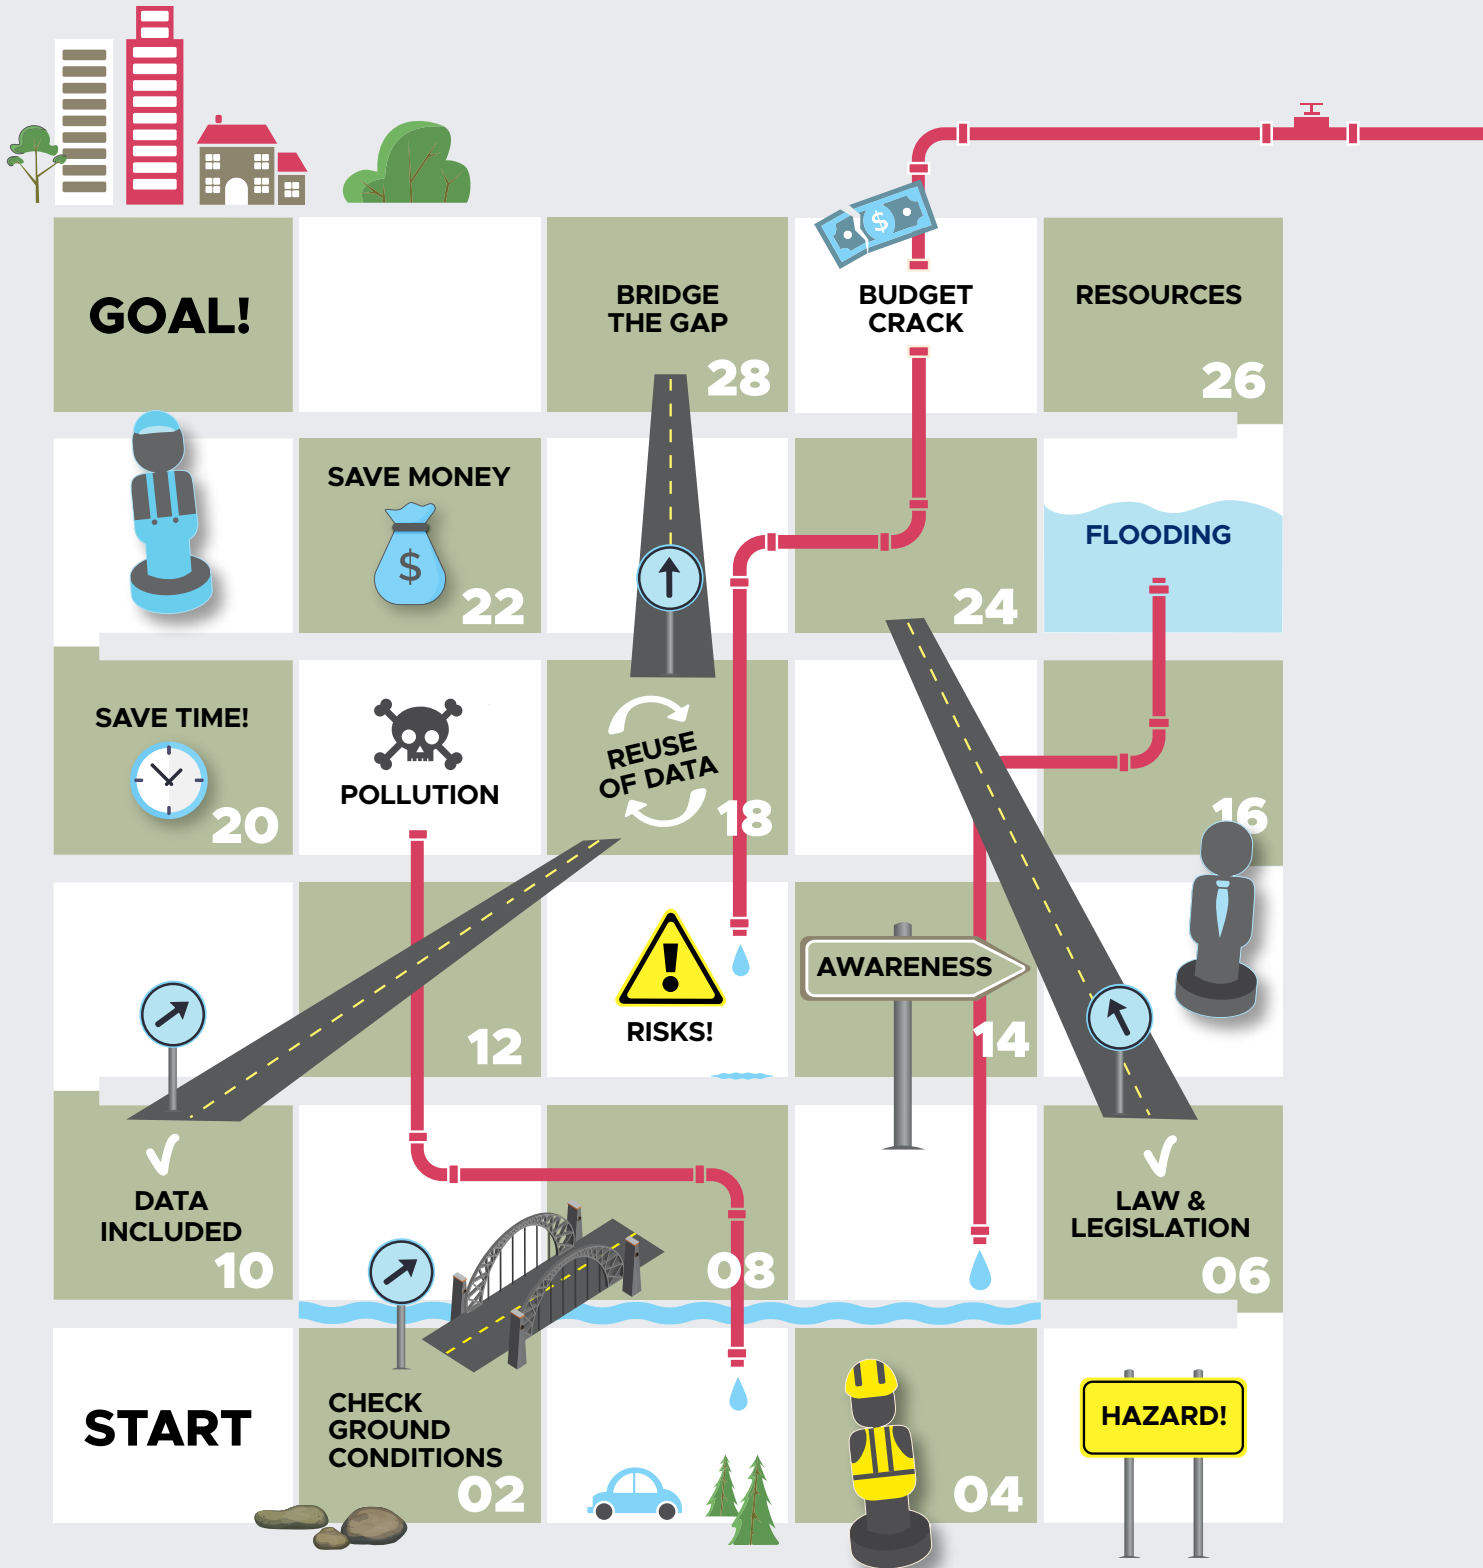 GOAL!
BRIDGE
THE GAP
28
$
BUDGET
CRACK
RESOURCES
26
SAVE MONEY
$
22
24
FLOODING
SAVE TIME!
20
POLLUTION
REUSE
OF DATA
18
16
12
RISKS!
AWARENESS
14
DATA
INCLUDED
10
08
LAW &
LEGISLATION
06
START
CHECK
GROUND
CONDITIONS
02
04
HAZARD!